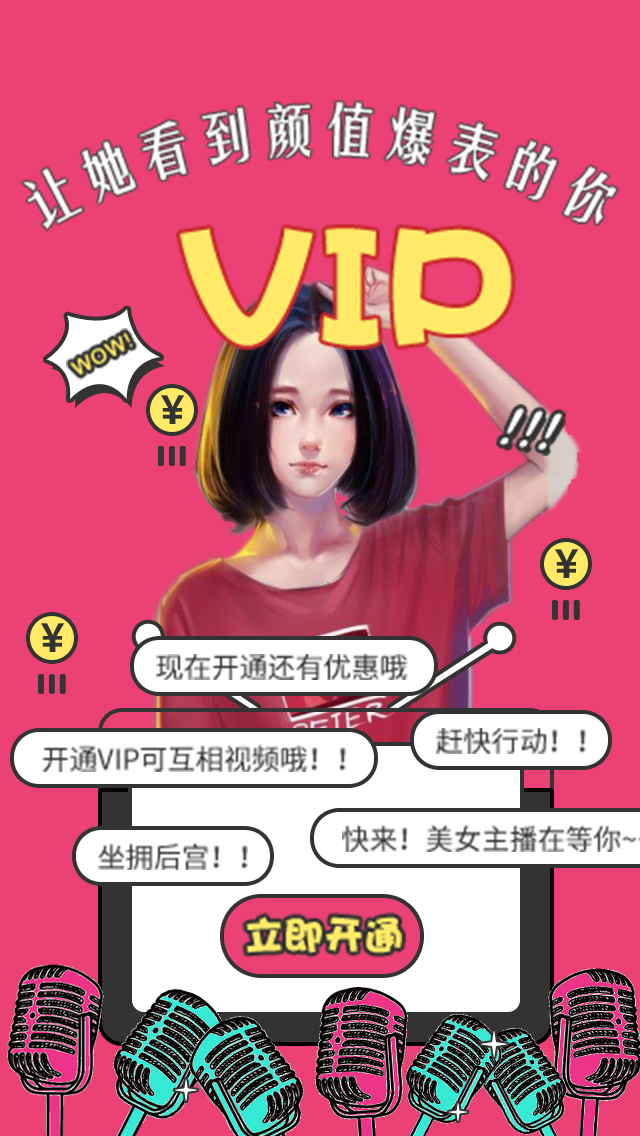 让她看到颜值爆表的你
VIP
WOW!
¥
!!!
¥
¥
现在开通还有优惠哦
PETER
赶快行动！！
开通VIP可互相视频哦！！
快来！美女主播在等你~
坐拥后宫！！
立即开通